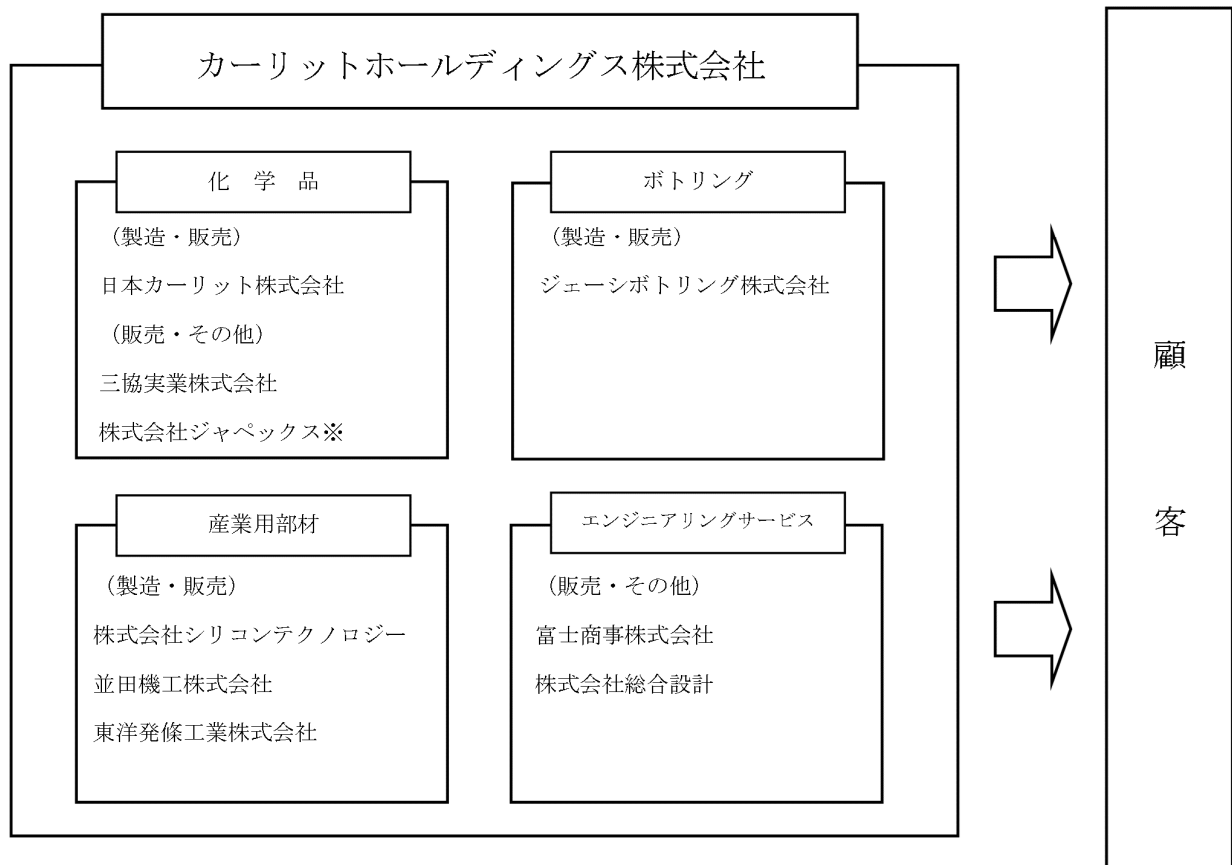 カーリットホールディングス株式会社
化　学　品
（製造・販売）
日本カーリット株式会社
（販売・その他）
三協実業株式会社
株式会社ジャペックス※
ボトリング
（製造・販売）
ジェーシボトリング株式会社
産業用部材
（製造・販売）
株式会社シリコンテクノロジー
並田機工株式会社
東洋発條工業株式会社
エンジニアリングサービス
（販売・その他）
富士商事株式会社
株式会社総合設計
顧
客